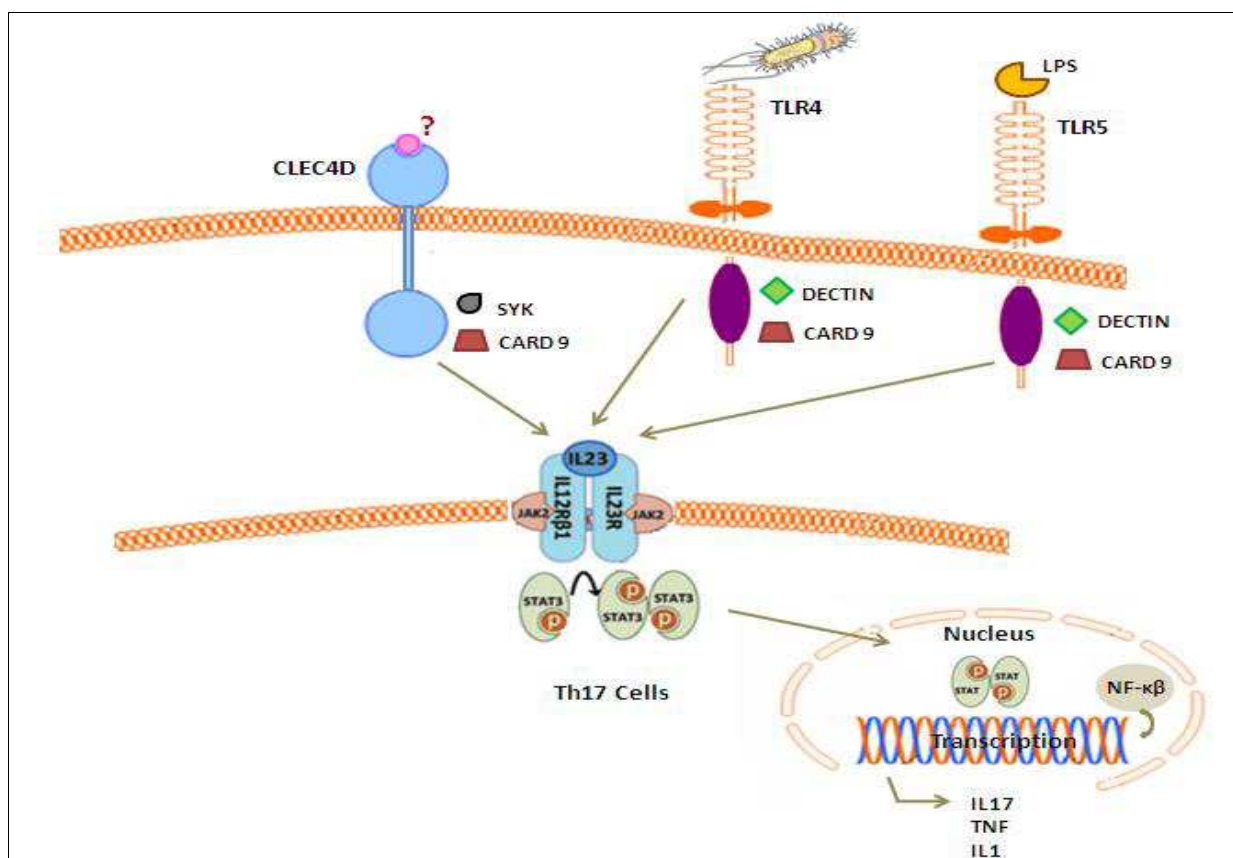 LPS
TLR4
TLR5
?
CLEC4D
SYK
CARD 9
DECTIN
CARD 9
DECTIN
CARD 9
IL23
IL12Rβ1
IL23R
JAK2
JAK2
STAT3
P
P
STAT3
STAT3
P
Th17 Cells
Nucleus
P
STAT
STAT
P
NF-κβ
Transcription
IL17
TNF
IL1